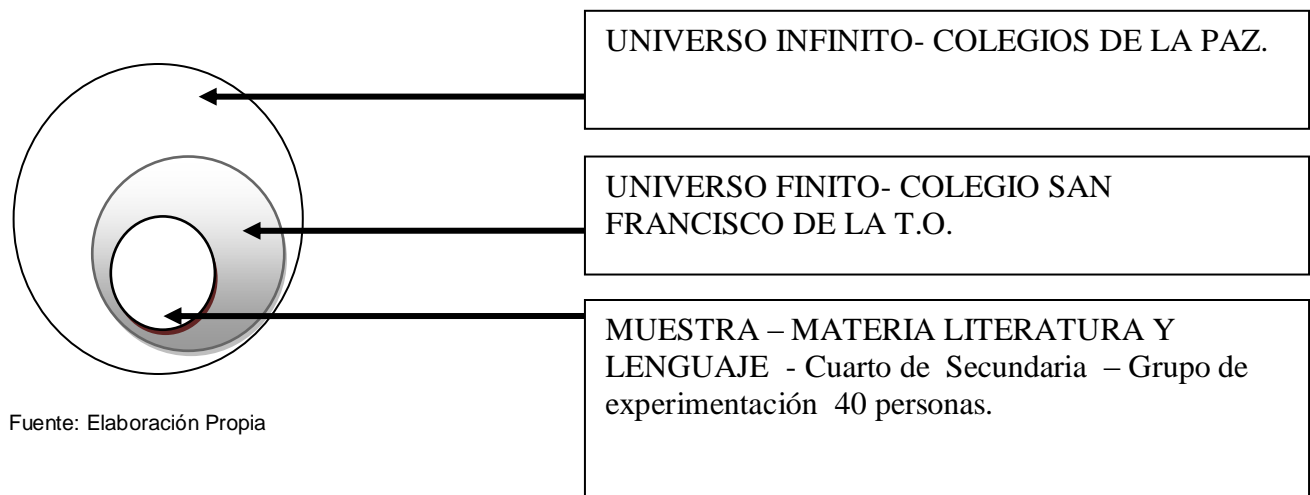 UNIVERSO INFINITO- COLEGIOS DE LA PAZ.
UNIVERSO FINITO- COLEGIO SAN
FRANCISCO DE LA T.O.
MUESTRA – MATERIA LITERATURA Y
LENGUAJE - Cuarto de Secundaria – Grupo de
experimentación 40 personas.
Fuente: Elaboración Propia